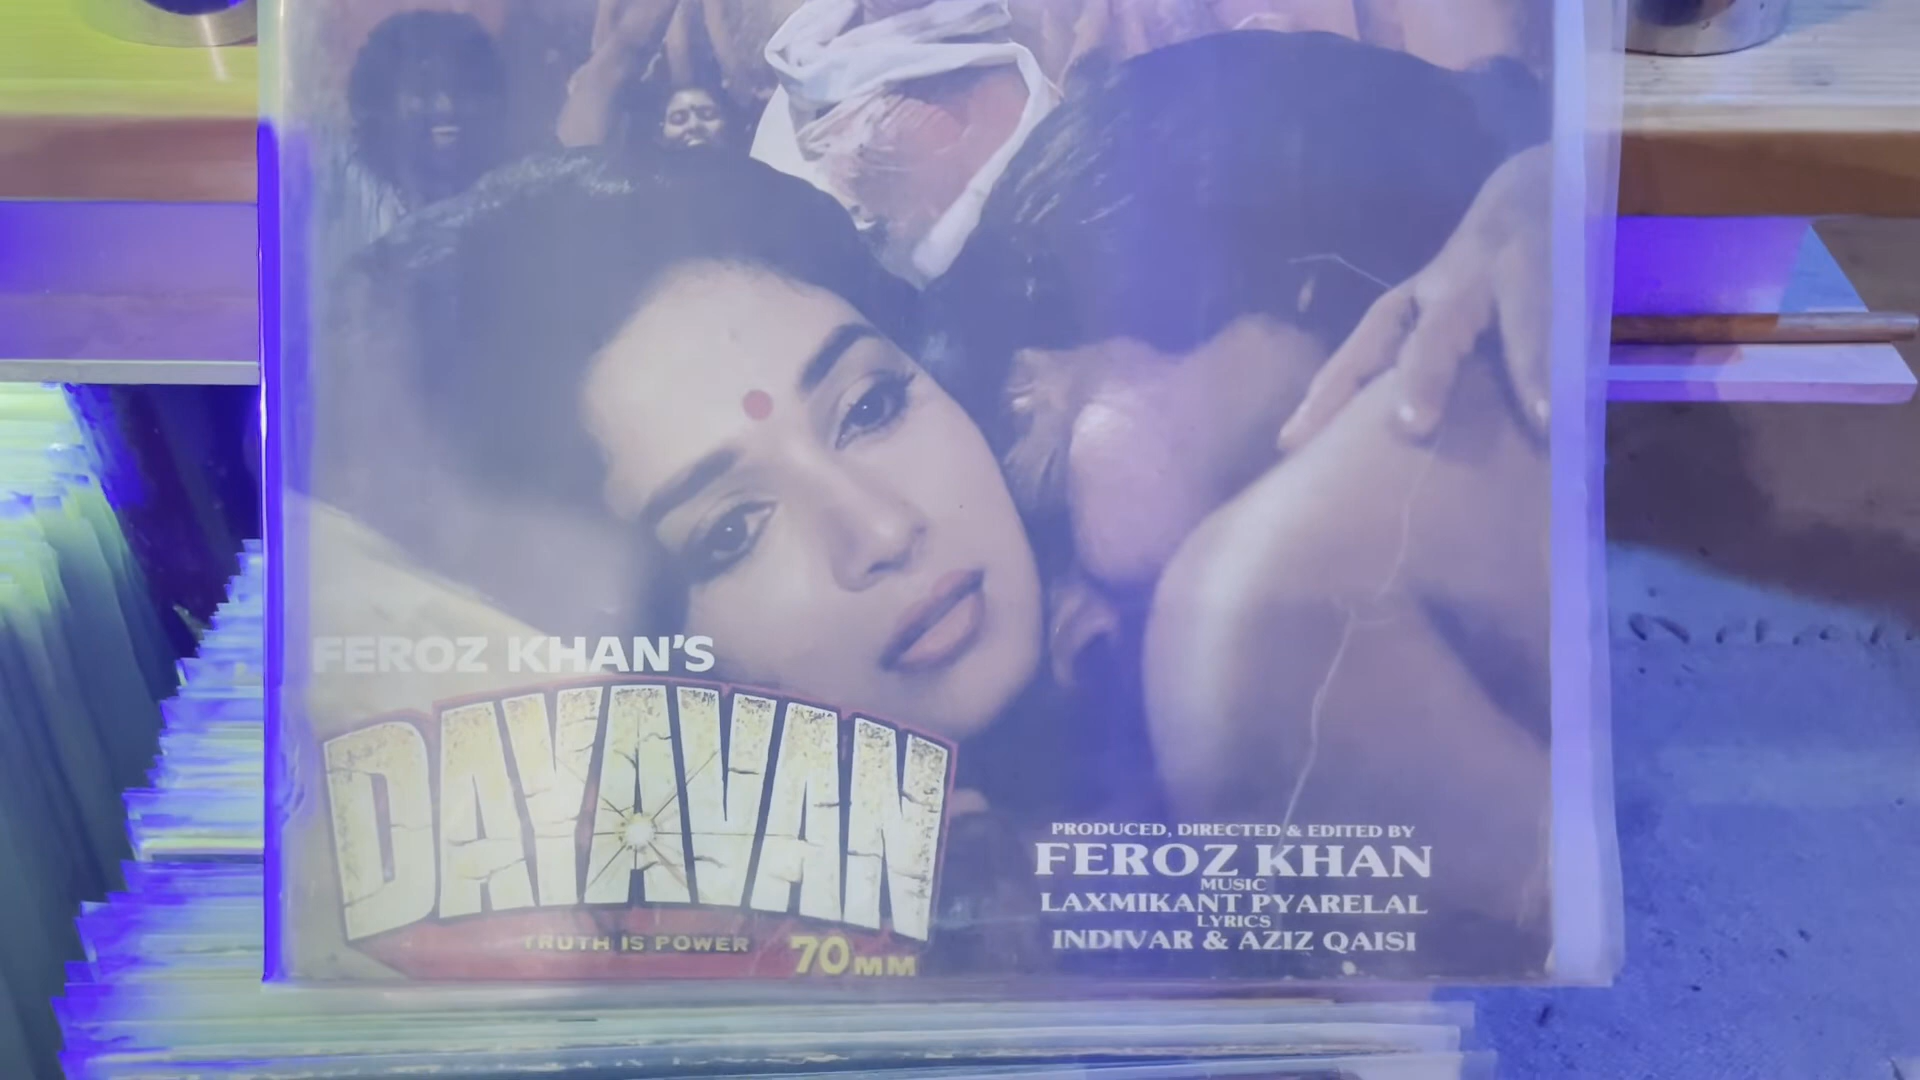 FEROZ KHAN'S
DAYAVAN
TRUTH IS POWER 70MM
PRODUCED, DIRECTED & EDITED BY
FEROZ KHAN
MUSIC
LAXMIKANT PYARELAL
LYRICS
INDIVAR & AZIZ QAISI